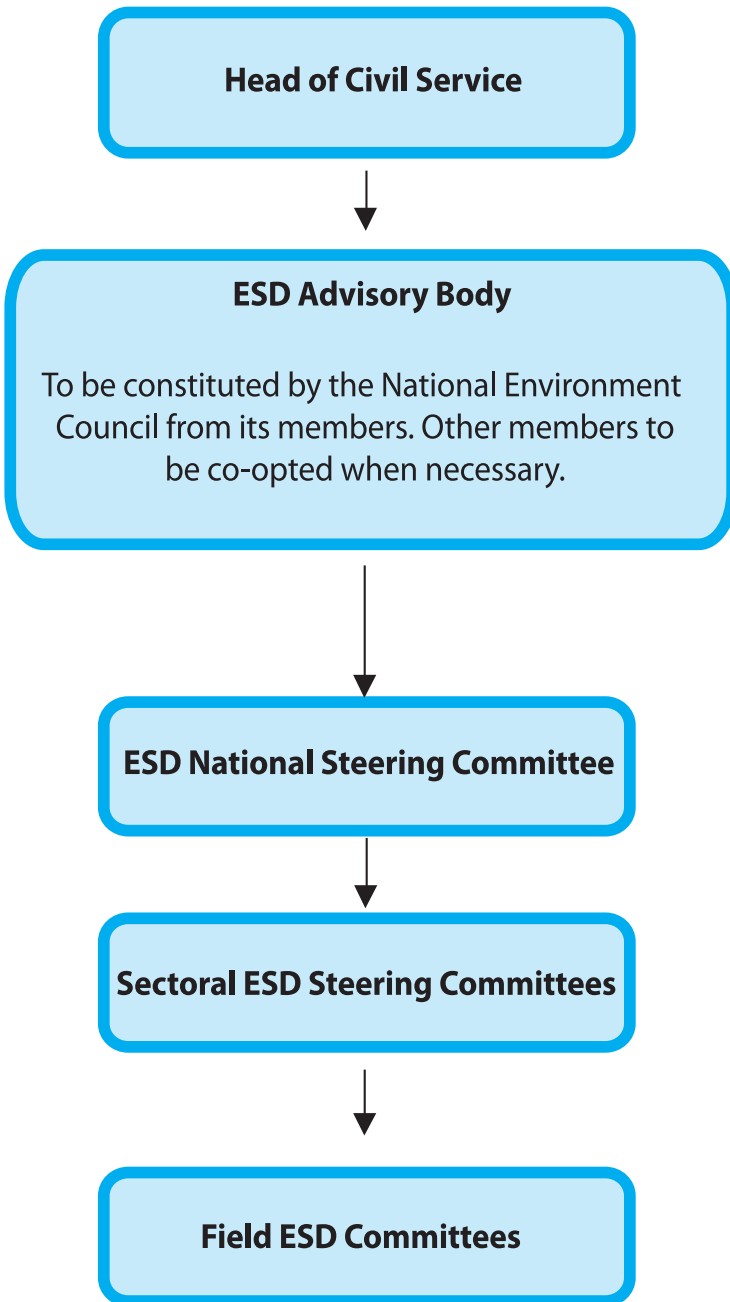 Head of Civil Service
ESD Advisory Body
To be constituted by the National Environment
Council from its members. Other members to
be co-opted when necessary.
ESD National Steering Committee
Sectoral ESD Steering Committees
Field ESD Committees